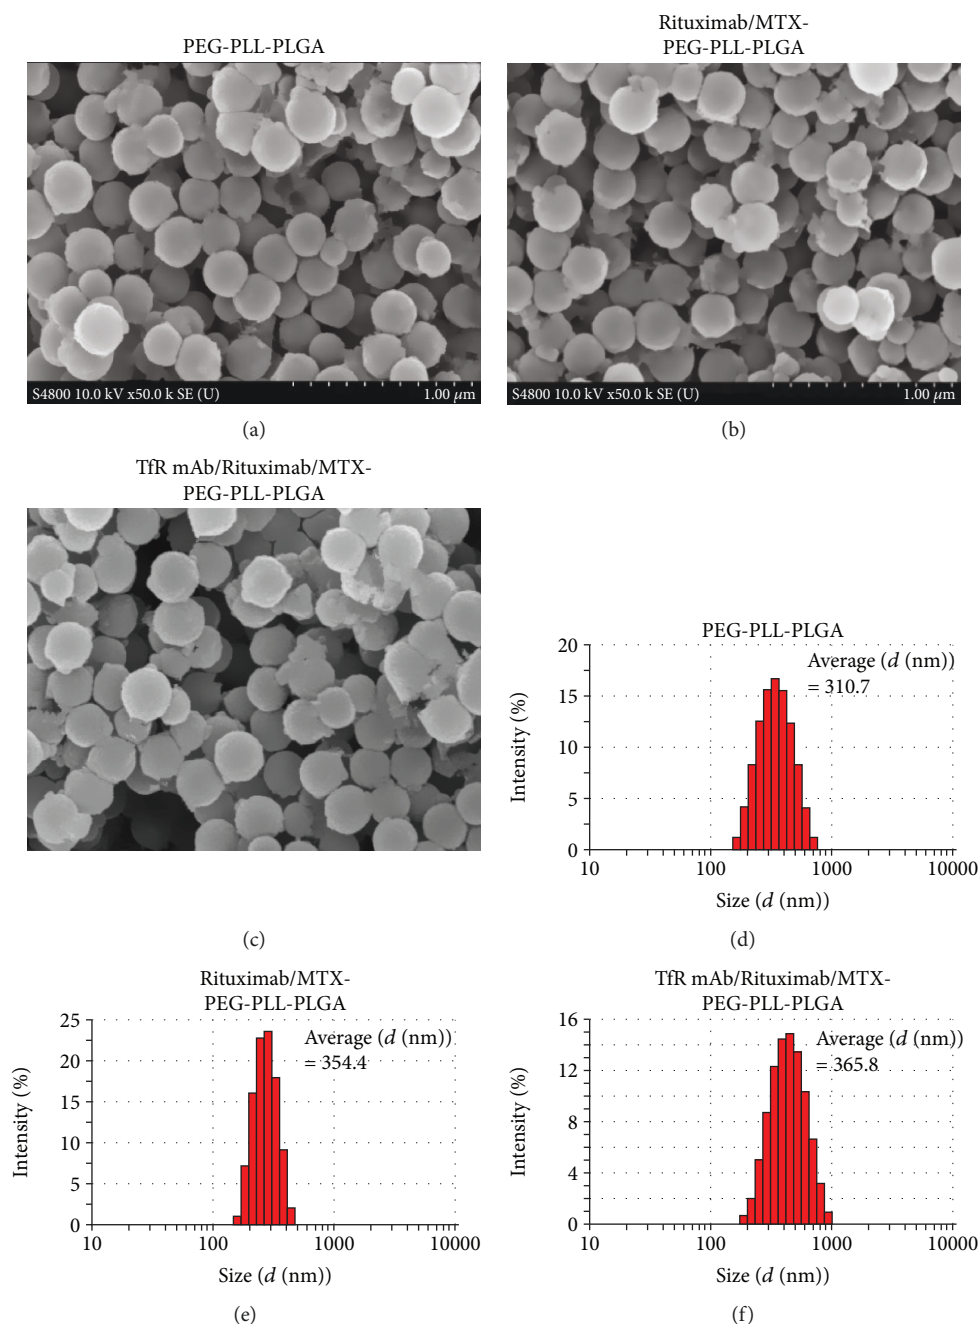 PEG-PLL-PLGA
Rituximab/MTX-
PEG-PLL-PLGA
S4800 10.0 kV x50.0 k SE (U)
1.00 μm
S4800 10.0 kV x50.0 k SE (U)
1.00 μm
(a)
(b)
TfR mAb/Rituximab/MTX-
PEG-PLL-PLGA
(c)
PEG-PLL-PLGA
Average (d (nm))
= 310.7
Intensity (%)
20
15
10
5
0
10
100
1000
10000
Size (d (nm))
(d)
Rituximab/MTX-
PEG-PLL-PLGA
Average (d (nm))
= 354.4
Intensity (%)
25
20
15
10
5
0
10
100
1000
10000
Size (d (nm))
(e)
TfR mAb/Rituximab/MTX-
PEG-PLL-PLGA
Average (d (nm))
= 365.8
Intensity (%)
16
12
8
4
0
10
100
1000
10000
Size (d (nm))
(f)